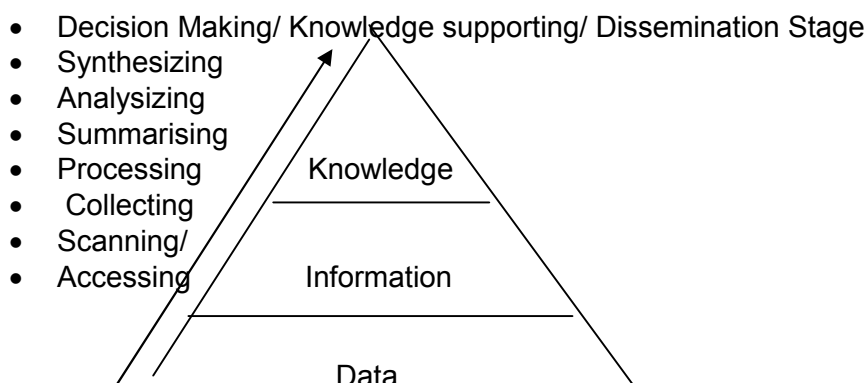 • Decision Making/ Knowledge supporting/ Dissemination Stage
• Synthesizing
• Analysizing
• Summarising
• Processing
Knowledge
• Collecting
• Scanning/
• Accessing
Information
Data